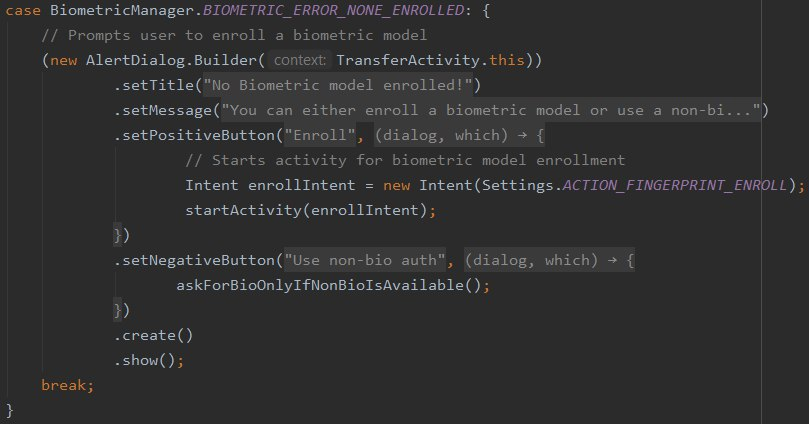 case BiometricManager.BIOMETRIC_ERROR_NONE_ENROLLED: {
// Prompts user to enroll a biometric model
(new AlertDialog.Builder( context: TransferActivity.this))
.setTitle("No Biometric model enrolled!")
.setMessage("You can either enroll a biometric model or use a non-bi...")
.setPositiveButton("Enroll", (dialog, which) → {
// Starts activity for biometric model enrollment
Intent enrollIntent = new Intent(Settings.ACTION_FINGERPRINT_ENROLL);
startActivity(enrollIntent);
})
.setNegativeButton("Use non-bio auth", (dialog, which) → {
askForBioOnlyIfNonBioIsAvailable();
})
.create()
.show();
break;
}